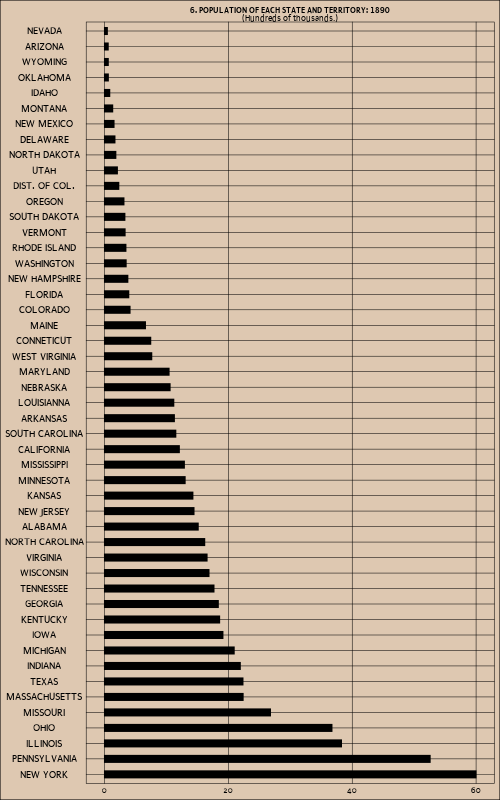 6. POPULATION OF EACH STATE AND TERRITORY: 1890
(Hundreds of thousands.)
NEVADA
ARIZONA
WYOMING
OKLAHOMA
IDAHO
MONTANA
NEW MEXICO
DELAWARE
NORTH DAKOTA
UTAH
DIST. OF COL.
OREGON
SOUTH DAKOTA
VERMONT
RHODE ISLAND
WASHINGTON
NEW HAMPSHIRE
FLORIDA
COLORADO
MAINE
CONNETICUT
WEST VIRGINIA
MARYLAND
NEBRASKA
LOUISIANNA
ARKANSAS
SOUTH CAROLINA
CALIFORNIA
MISSISSIPPI
MINNESOTA
KANSAS
NEW JERSEY
ALABAMA
NORTH CAROLINA
VIRGINIA
WISCONSIN
TENNESSEE
GEORGIA
KENTUCKY
IOWA
MICHIGAN
INDIANA
TEXAS
MASSACHUSETTS
MISSOURI
OHIO
ILLINOIS
PENNSYLVANIA
NEW YORK
0 20 40 60